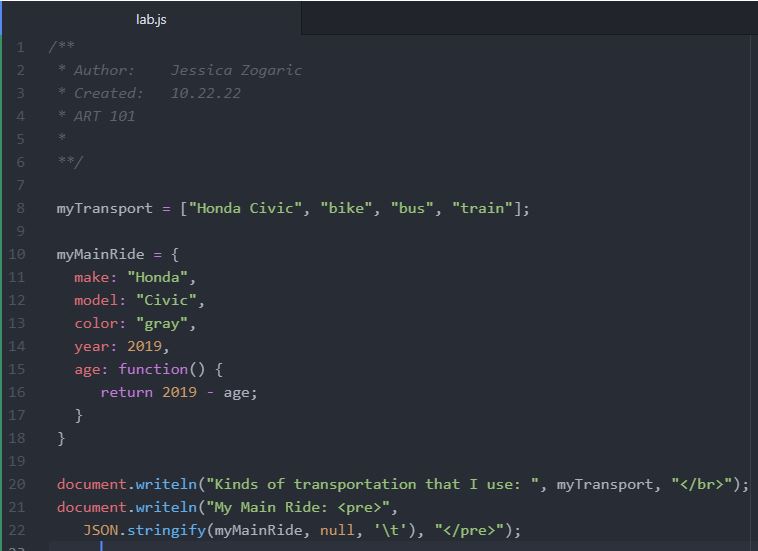 lab.js
1 /**
2  * Author:    Jessica Zogaric
3  * Created:   10.22.22
4  * ART 101
5  *
6  **/
7
8 myTransport = ["Honda Civic", "bike", "bus", "train"];
9
10 myMainRide = {
11   make: "Honda",
12   model: "Civic",
13   color: "gray",
14   year: 2019,
15   age: function() {
16      return 2019 - age;
17   }
18 }
19
20 document.writeln("Kinds of transportation that I use: ", myTransport, "</br>");
21 document.writeln("My Main Ride: <pre>",
22    JSON.stringify(myMainRide, null, '\t'), "</pre>");
23